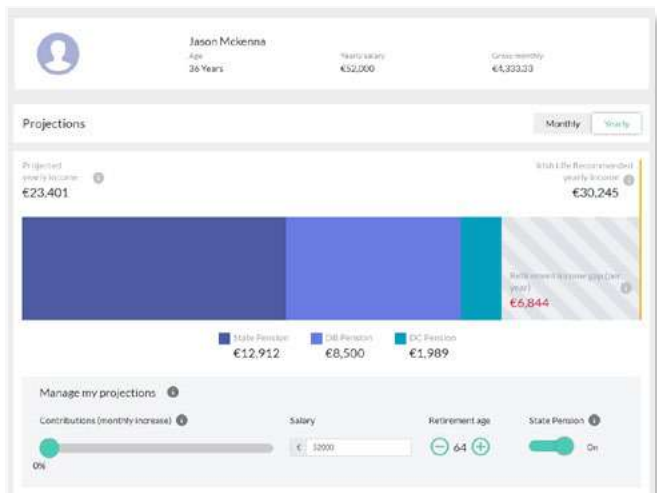 Jason Mckenna
Age Yearly salary Gross monthly
36 Years €52,000 €4,333.33
Projections Monthly Yearly
Projected Irish Life Recommended
yearly income yearly income
€23,401 €30,245
Retirement income gap (per
year)
€6,844
State Pension DB Pension DC Pension
€12,912 €8,500 €1,989
Manage my projections
Contributions (monthly increase) Salary Retirement age State Pension
€ 52000 64 On
0%